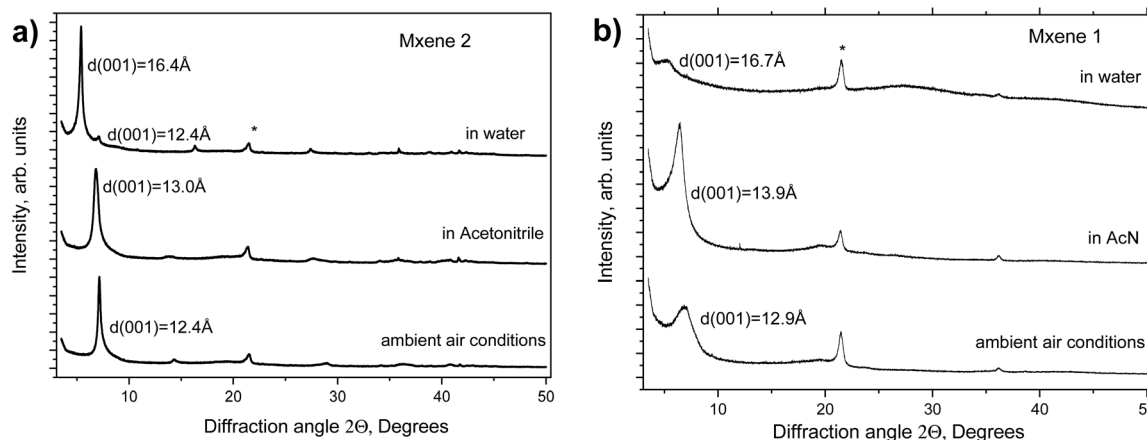 a)
Mxene 2
d(001)=16.4Å
d(001)=12.4Å
*
in water
d(001)=13.0Å
in Acetonitrile
d(001)=12.4Å
ambient air conditions
Intensity, arb. units
10 20 30 40 50
Diffraction angle 2Θ, Degrees
b)
Mxene 1
*
d(001)=16.7Å
in water
d(001)=13.9Å
in AcN
d(001)=12.9Å
ambient air conditions
Intensity, arb. units
10 20 30 40 50
Diffraction angle 2Θ, Degrees